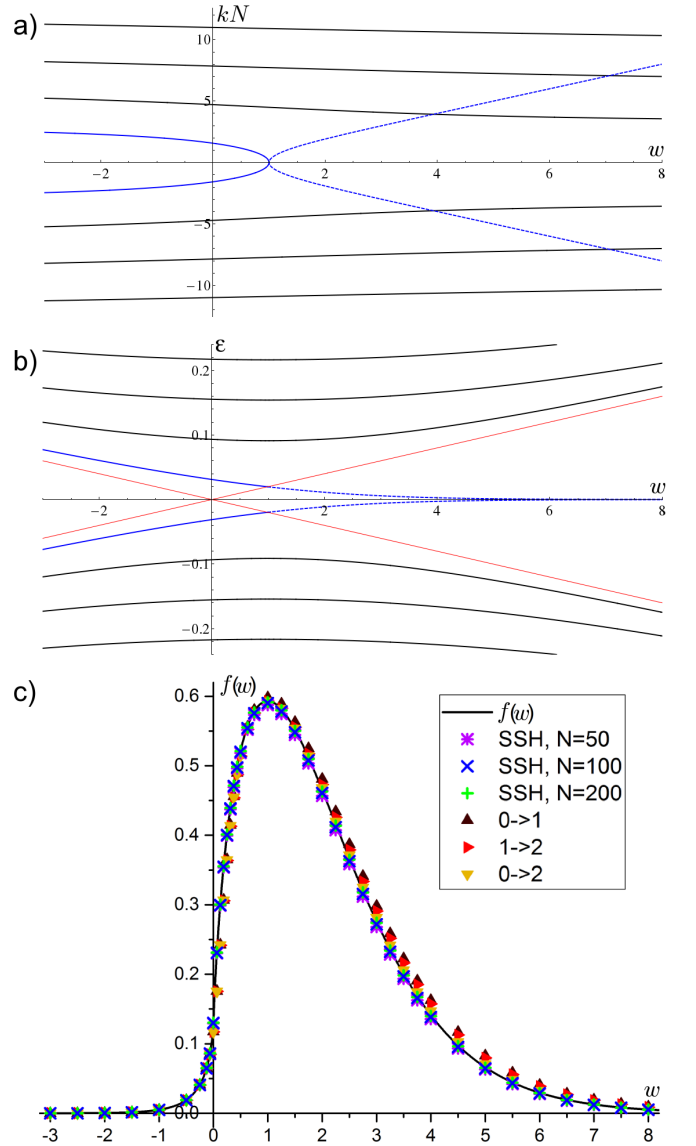 a)
kN
10
5
−2
2
4
6
8
w
−5
−10
b)
ε
0.2
0.1
−2
2
4
6
8
w
−0.1
−0.2
c)
f(w)
0.6
f(w)
SSH, N=50
0.5
SSH, N=100
SSH, N=200
0.4
0->1
1->2
0.3
0->2
0.2
0.1
w
0.0
-3 -2 -1 0 1 2 3 4 5 6 7 8